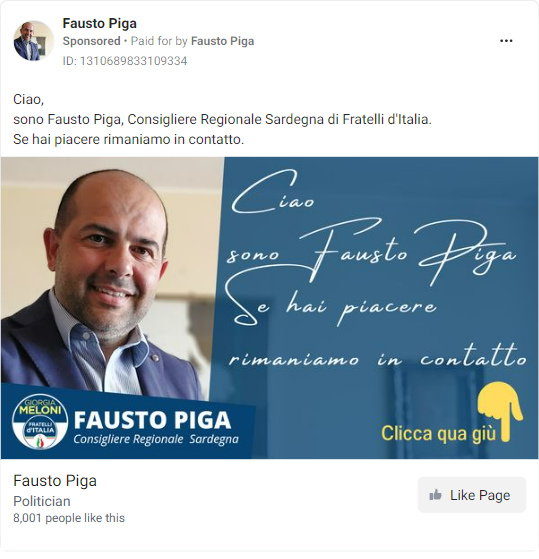 Fausto Piga
Sponsored • Paid for by Fausto Piga
ID: 1310689833109334
Ciao,
sono Fausto Piga, Consigliere Regionale Sardegna di Fratelli d'Italia.
Se hai piacere rimaniamo in contatto.
Ciao
sono Fausto Piga
Se hai piacere
rimaniamo in contatto
GIORGIA
MELONI
FRATELLI
d'ITALIA
FAUSTO PIGA
Consigliere Regionale Sardegna
Clicca qua giù
Fausto Piga
Politician
8,001 people like this
Like Page